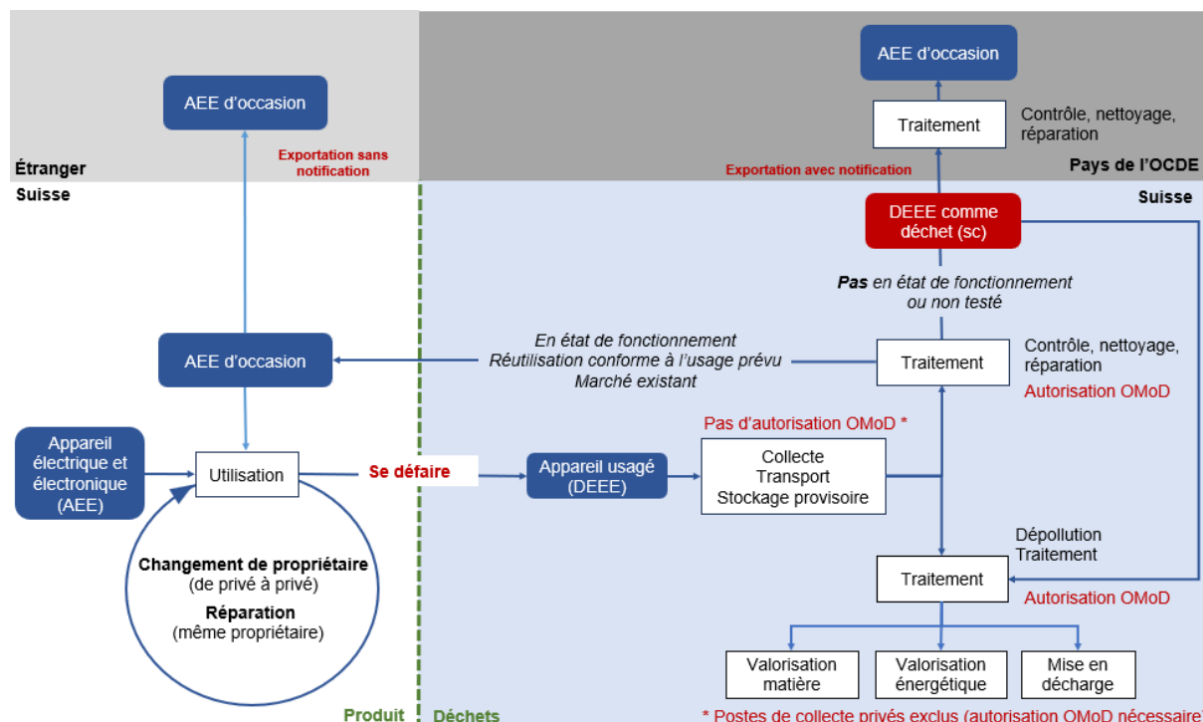 AEE d'occasion
Contrôle, nettoyage,
réparation
Traitement
AEE d'occasion
Exportation sans
notification
Étranger
Exportation avec notification
Pays de l'OCDE
Suisse
Suisse
DEEE comme
déchet (sc)
Pas en état de fonctionnement
ou non testé
En état de fonctionnement
Réutilisation conforme à l'usage prévu
Marché existant
AEE d'occasion
Traitement
Contrôle, nettoyage,
réparation
Autorisation OMoD
Pas d'autorisation OMoD *
Appareil
électrique et
électronique
(AEE)
Utilisation
Se défaire
Appareil usagé
(DEEE)
Collecte
Transport
Stockage provisoire
Dépollution
Traitement
Traitement
Autorisation OMoD
Changement de propriétaire
(de privé à privé)
Réparation
(même propriétaire)
Valorisation
matière
Valorisation
énergétique
Mise en
décharge
Produit
Déchets
* Postes de collecte privés exclus (autorisation OMoD nécessaire)